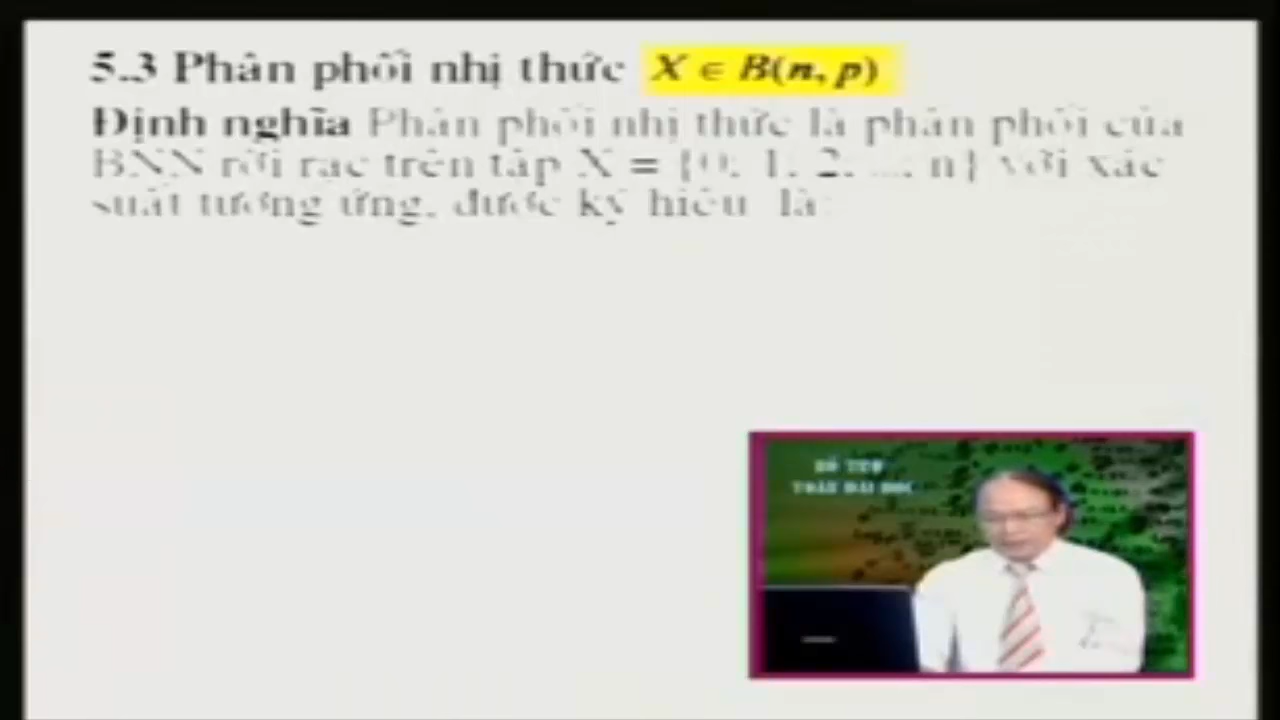 5.3 Phân phối nhị thức X ∈ B(n, p)
Định nghĩa Phân phối nhị thức là phân phối của
BNN rời rạc trên tập X = {0, 1, 2, ..., n} với xác
suất tương ứng, được ký hiệu là: